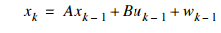 x_k = Ax_{k-1} + Bu_{k-1} + w_{k-1}